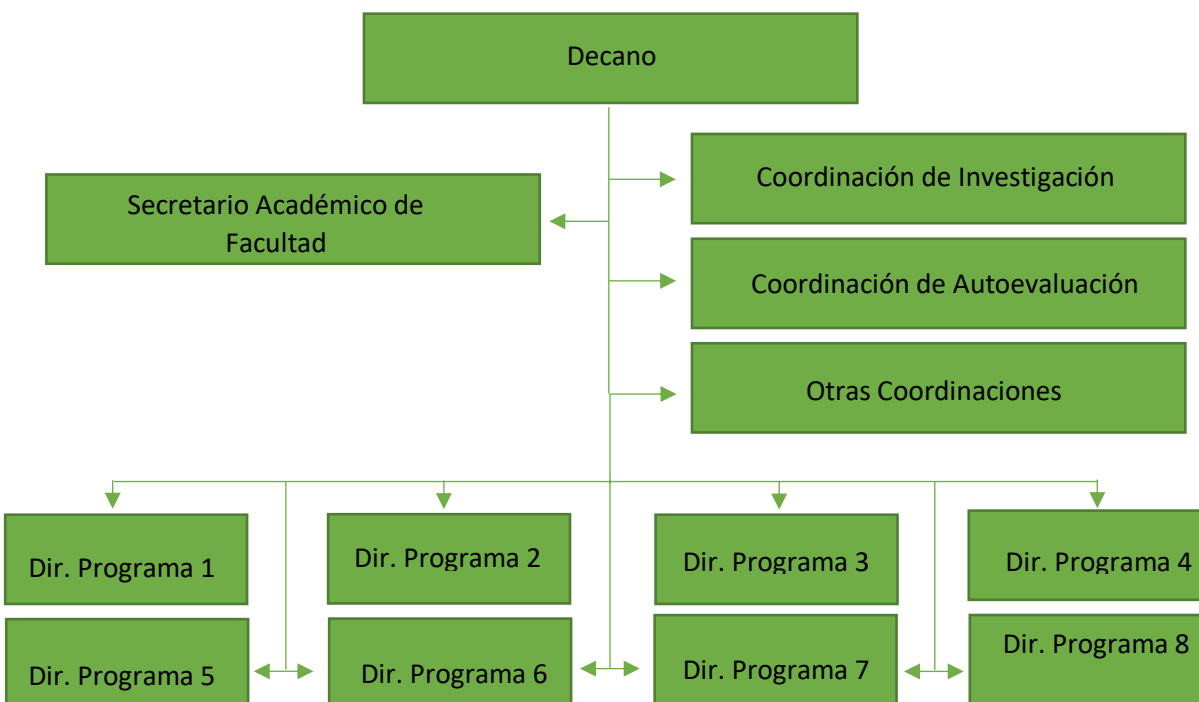 Decano
Coordinación de Investigación
Secretario Académico de
Facultad
Coordinación de Autoevaluación
Otras Coordinaciones
Dir. Programa 1
Dir. Programa 2
Dir. Programa 3
Dir. Programa 4
Dir. Programa 5
Dir. Programa 6
Dir. Programa 7
Dir. Programa 8